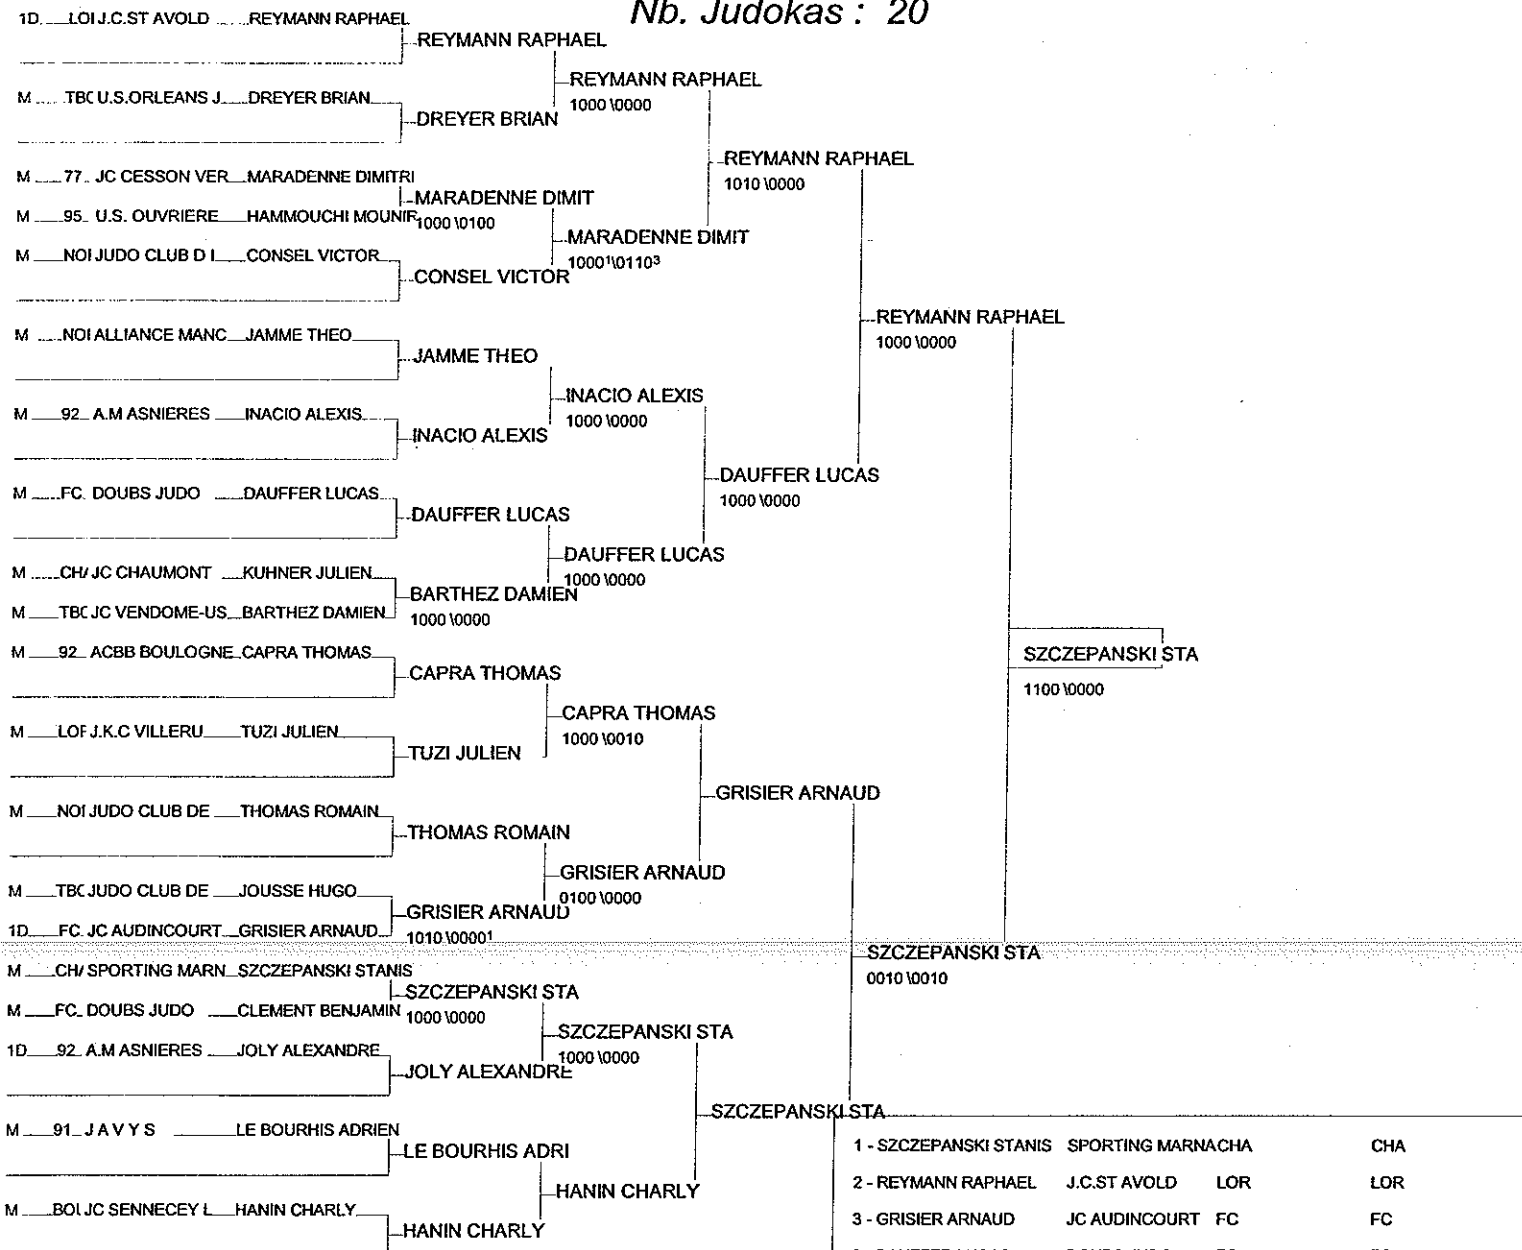 Nb. Judokas : 20
1D LOI J.C.ST AVOLD REYMANN RAPHAEL
REYMANN RAPHAEL
REYMANN RAPHAEL
1000 \0000
M TBC U.S.ORLEANS J DREYER BRIAN
DREYER BRIAN
REYMANN RAPHAEL
1010 \0000
M 77 JC CESSON VER MARADENNE DIMITRI
MARADENNE DIMIT
1000 \0100
M 95 U.S. OUVRIERE HAMMOUCHI MOUNIR
MARADENNE DIMIT
1000¹\0110³
M NOI JUDO CLUB D I CONSEL VICTOR
CONSEL VICTOR
REYMANN RAPHAEL
1000 \0000
M NOI ALLIANCE MANC JAMME THEO
JAMME THEO
INACIO ALEXIS
1000 \0000
M 92 A.M ASNIERES INACIO ALEXIS
INACIO ALEXIS
DAUFFER LUCAS
1000 \0000
M FC DOUBS JUDO DAUFFER LUCAS
DAUFFER LUCAS
DAUFFER LUCAS
1000 \0000
M CH/ JC CHAUMONT KUHNER JULIEN
BARTHEZ DAMIEN
1000 \0000
M TBC JC VENDOME-US BARTHEZ DAMIEN
M 92 ACBB BOULOGNE CAPRA THOMAS
SZCZEPANSKI STA
1100 \0000
CAPRA THOMAS
CAPRA THOMAS
1000 \0010
M LOF J.K.C VILLERU TUZI JULIEN
TUZI JULIEN
GRISIER ARNAUD
M NOI JUDO CLUB DE THOMAS ROMAIN
THOMAS ROMAIN
GRISIER ARNAUD
0100 \0000
M TBC JUDO CLUB DE JOUSSE HUGO
GRISIER ARNAUD
1010 \0000¹
1D FC JC AUDINCOURT GRISIER ARNAUD
SZCZEPANSKI STA
0010 \0010
M CH/ SPORTING MARN SZCZEPANSKI STANIS
SZCZEPANSKI STA
1000 \0000
M FC DOUBS JUDO CLEMENT BENJAMIN
SZCZEPANSKI STA
1000 \0000
1D 92 A.M ASNIERES JOLY ALEXANDRE
JOLY ALEXANDRE
SZCZEPANSKI STA
M 91 J A V Y S LE BOURHIS ADRIEN
LE BOURHIS ADRI
HANIN CHARLY
M BOU JC SENNECEY L HANIN CHARLY
HANIN CHARLY
1 - SZCZEPANSKI STANIS SPORTING MARNA CHA CHA
2 - REYMANN RAPHAEL J.C.ST AVOLD LOR LOR
3 - GRISIER ARNAUD JC AUDINCOURT FC FC